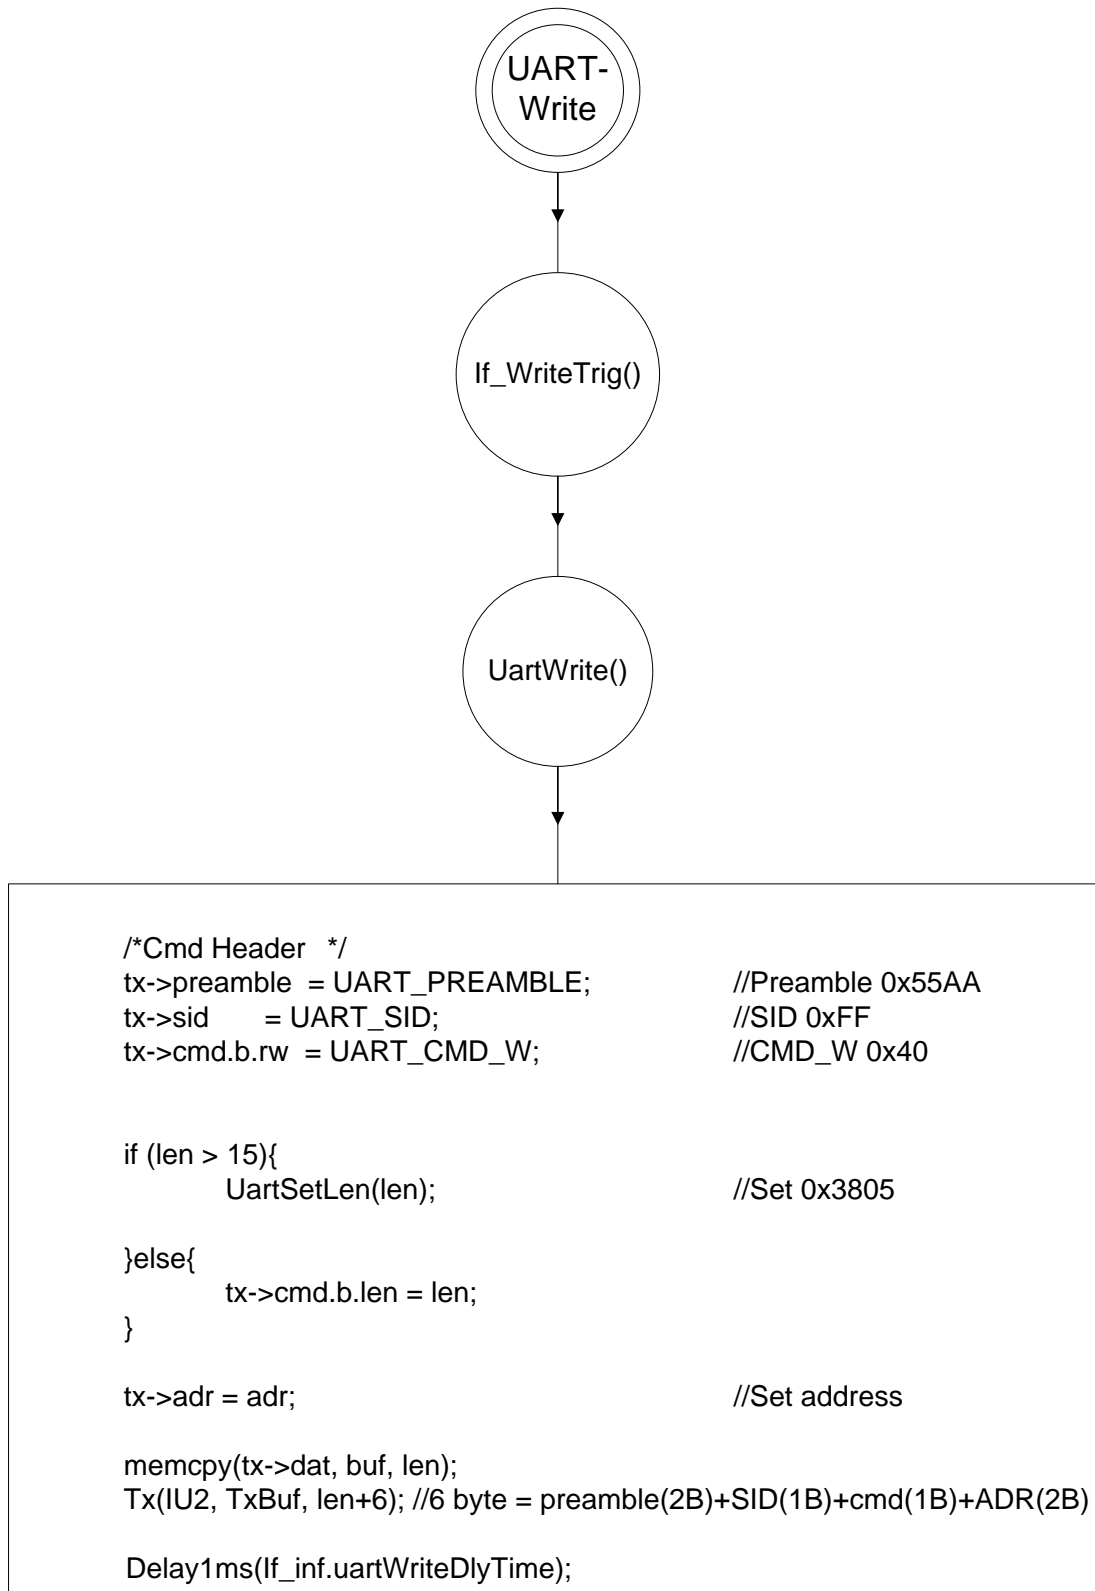 UART-
Write
If_WriteTrig()
UartWrite()
/*Cmd Header   */
tx->preamble  = UART_PREAMBLE; //Preamble 0x55AA
tx->sid      = UART_SID; //SID 0xFF
tx->cmd.b.rw  = UART_CMD_W; //CMD_W 0x40
if (len > 15){
UartSetLen(len); //Set 0x3805
}else{
tx->cmd.b.len = len;
}
tx->adr = adr; //Set address
memcpy(tx->dat, buf, len);
Tx(IU2, TxBuf, len+6); //6 byte = preamble(2B)+SID(1B)+cmd(1B)+ADR(2B)
Delay1ms(If_inf.uartWriteDlyTime);